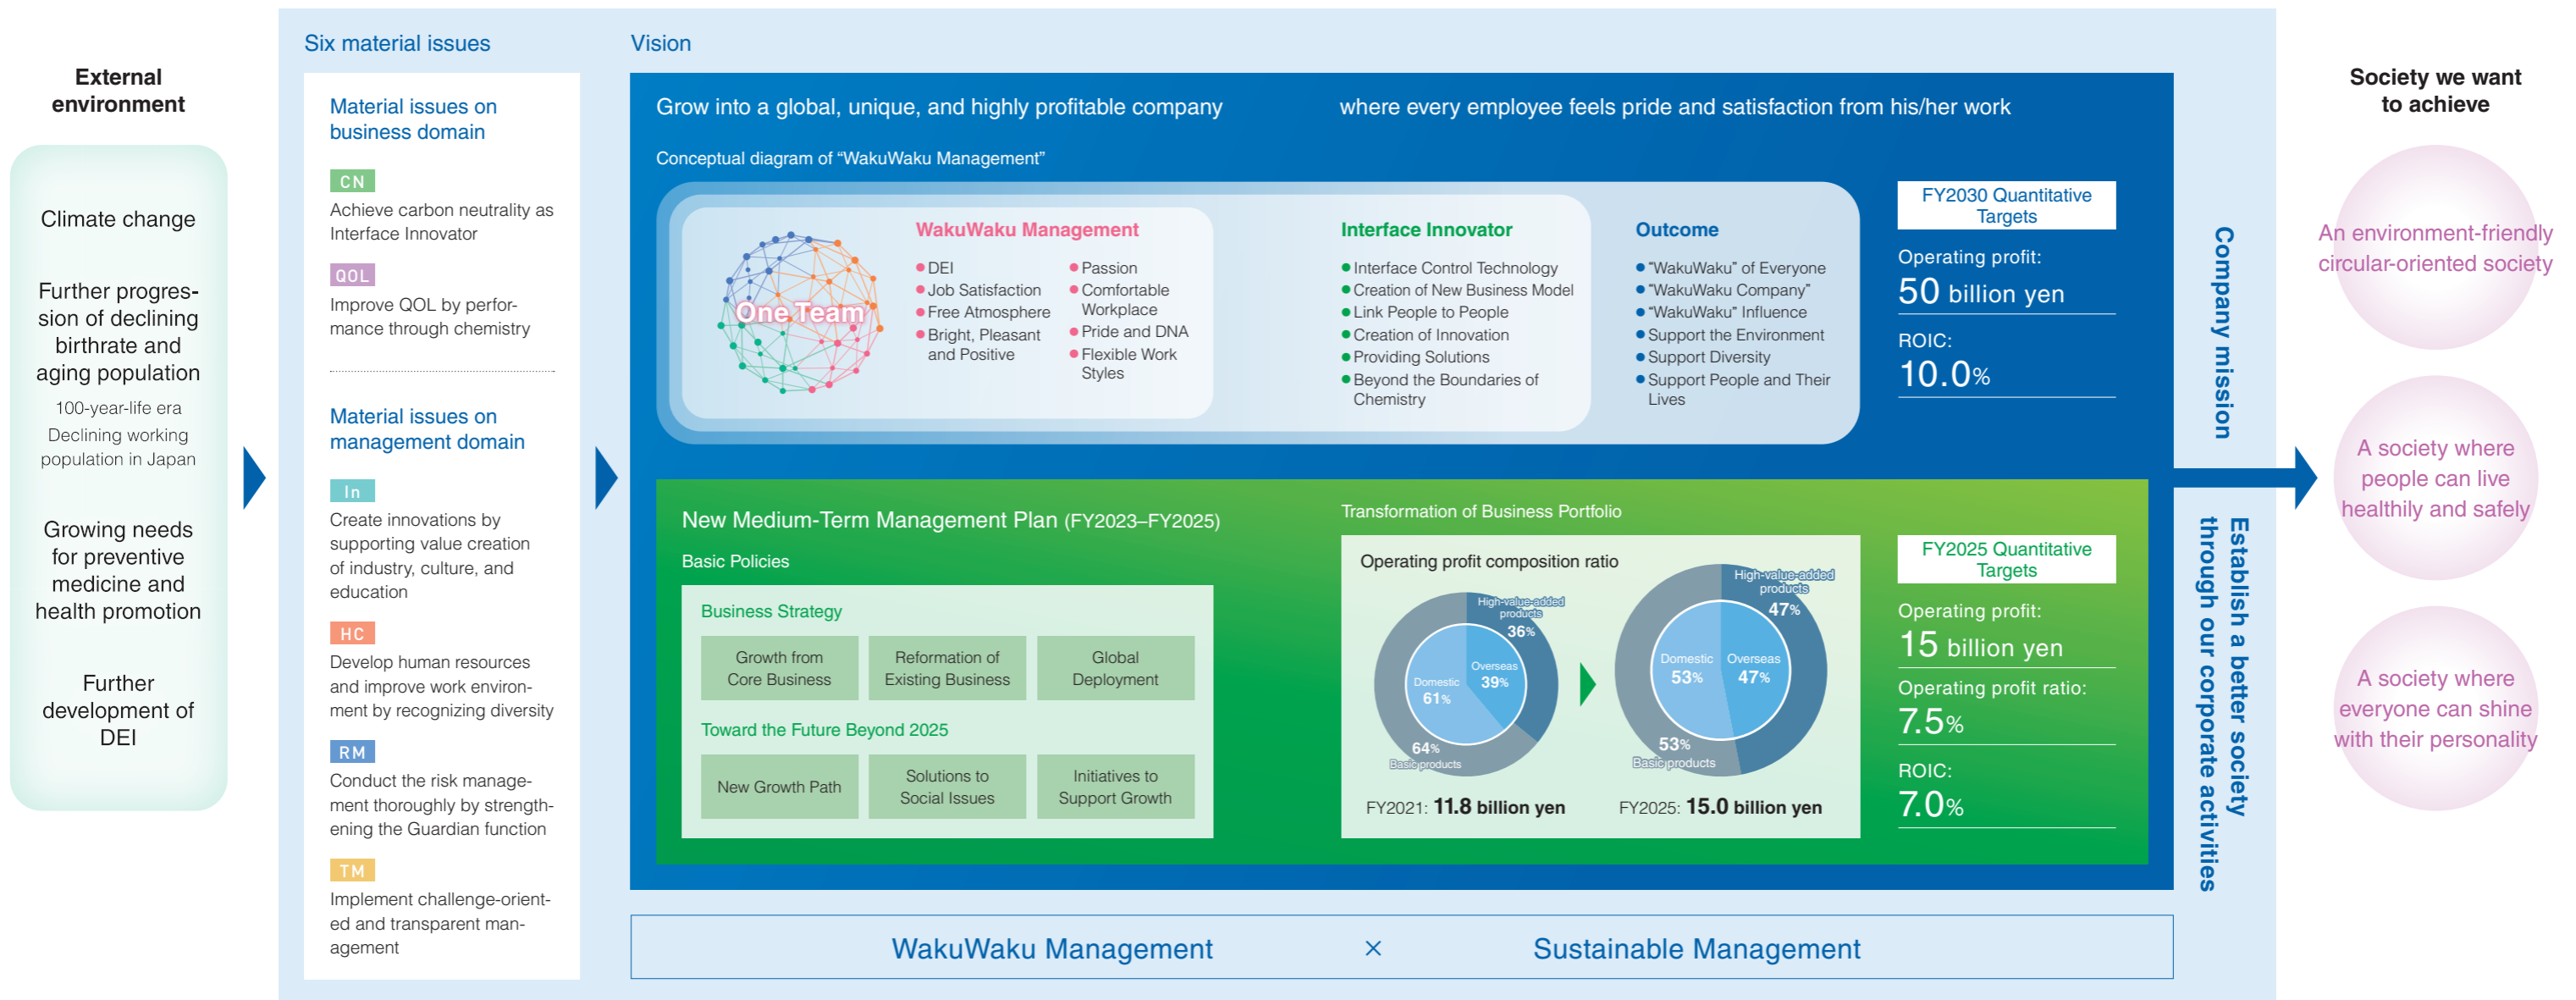 External
environment
Climate change
Further progres-
sion of declining
birthrate and
aging population
100-year-life era
Declining working
population in Japan
Growing needs
for preventive
medicine and
health promotion
Further
development of
DEI
Six material issues
Material issues on
business domain
CN
Achieve carbon neutrality as
Interface Innovator
QOL
Improve QOL by perfor-
mance through chemistry
Material issues on
management domain
In
Create innovations by
supporting value creation
of industry, culture, and
education
HC
Develop human resources
and improve work environ-
ment by recognizing diversity
RM
Conduct the risk manage-
ment thoroughly by strength-
ening the Guardian function
TM
Implement challenge-orient-
ed and transparent man-
agement
Vision
Grow into a global, unique, and highly profitable company where every employee feels pride and satisfaction from his/her work
Conceptual diagram of “WakuWaku Management”
One Team
WakuWaku Management
DEI
Job Satisfaction
Free Atmosphere
Bright, Pleasant
and Positive
Passion
Comfortable
Workplace
Pride and DNA
Flexible Work
Styles
Interface Innovator
Interface Control Technology
Creation of New Business Model
Link People to People
Creation of Innovation
Providing Solutions
Beyond the Boundaries of
Chemistry
Outcome
“WakuWaku” of Everyone
“WakuWaku Company”
“WakuWaku” Influence
Support the Environment
Support Diversity
Support People and Their
Lives
FY2030 Quantitative
Targets
Operating profit:
50 billion yen
ROIC:
10.0%
New Medium-Term Management Plan (FY2023–FY2025)
Basic Policies
Business Strategy
Growth from
Core Business
Reformation of
Existing Business
Global
Deployment
Toward the Future Beyond 2025
New Growth Path
Solutions to
Social Issues
Initiatives to
Support Growth
Transformation of Business Portfolio
Operating profit composition ratio
High-value-added
products
36%
Overseas
39%
Domestic
61%
64%
Basic products
FY2021: 11.8 billion yen
High-value-added
products
47%
Domestic
53%
Overseas
47%
53%
Basic products
FY2025: 15.0 billion yen
FY2025 Quantitative
Targets
Operating profit:
15 billion yen
Operating profit ratio:
7.5%
ROIC:
7.0%
WakuWaku Management × Sustainable Management
Company mission
Establish a better society
through our corporate activities
Society we want
to achieve
An environment-friendly
circular-oriented society
A society where
people can live
healthily and safely
A society where
everyone can shine
with their personality